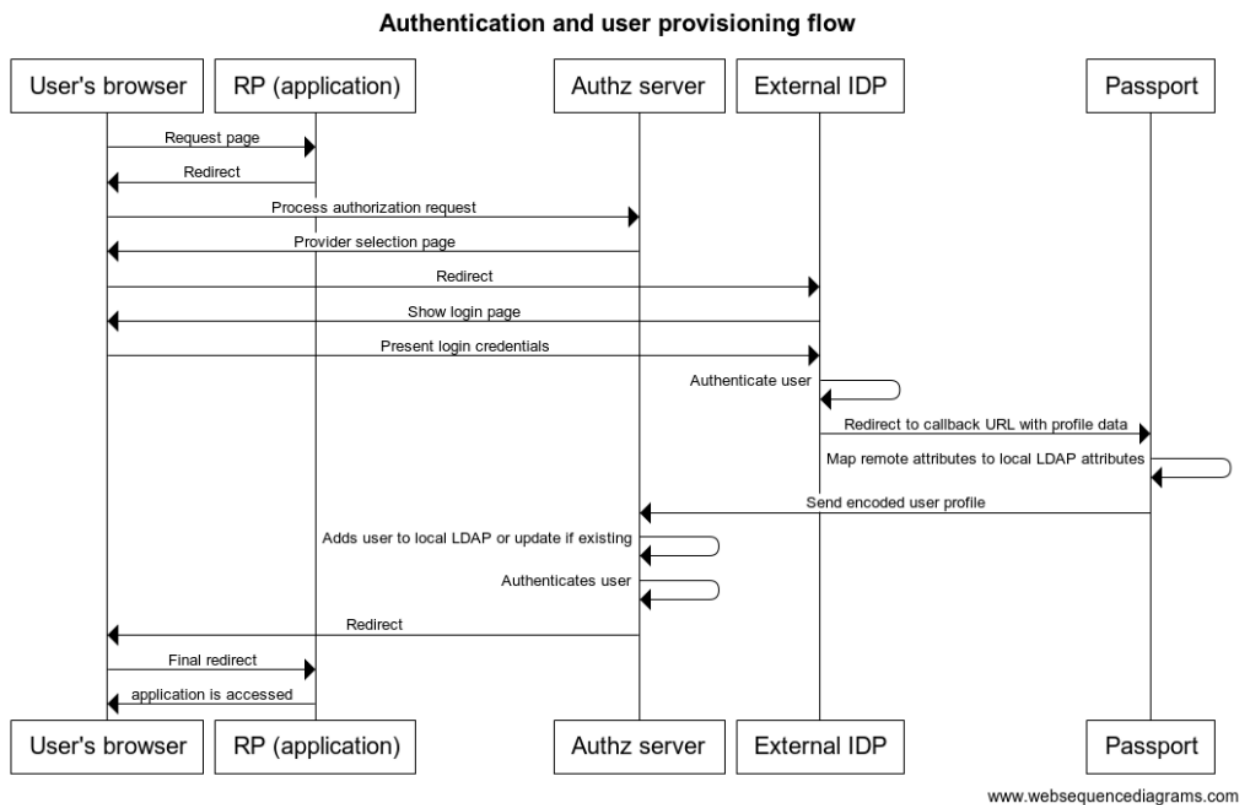 Authentication and user provisioning flow
User's browser
RP (application)
Authz server
External IDP
Passport
Request page
Redirect
Process authorization request
Provider selection page
Redirect
Show login page
Present login credentials
Authenticate user
Redirect to callback URL with profile data
Map remote attributes to local LDAP attributes
Send encoded user profile
Adds user to local LDAP or update if existing
Authenticates user
Redirect
Final redirect
application is accessed
User's browser
RP (application)
Authz server
External IDP
Passport
www.websequencediagrams.com